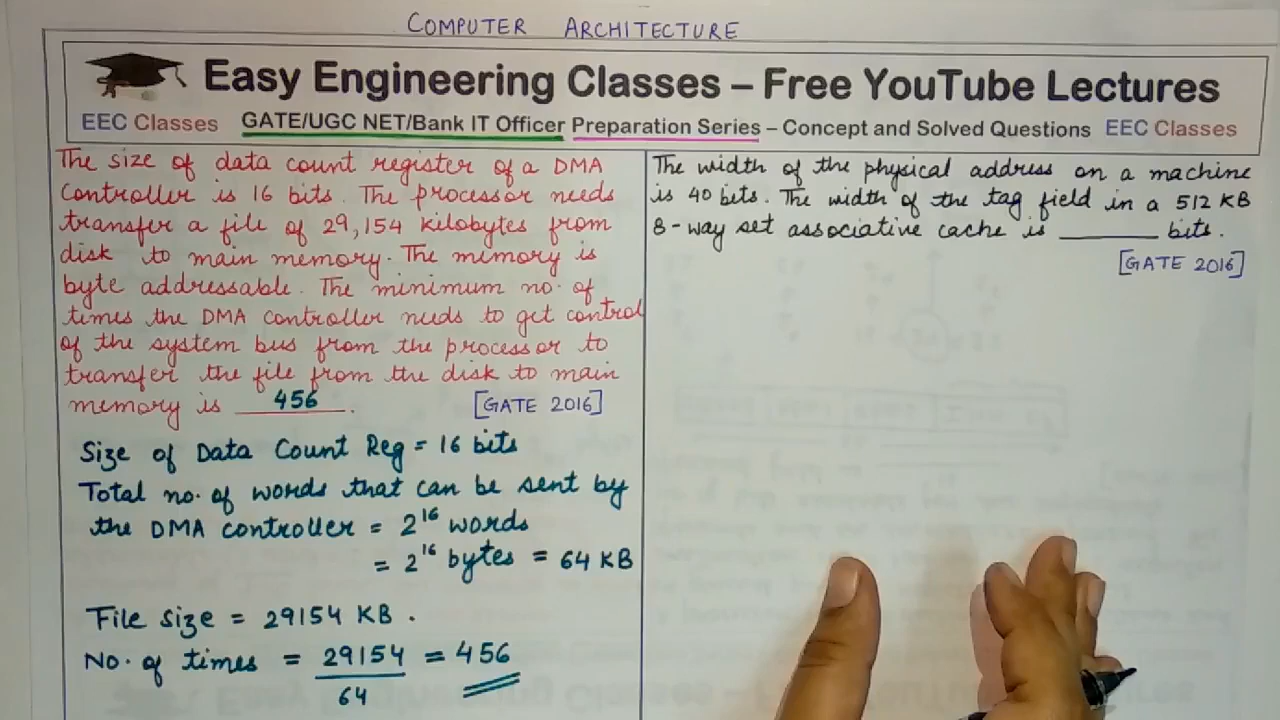 COMPUTER ARCHITECTURE
Easy Engineering Classes – Free YouTube Lectures
EEC Classes GATE/UGC NET/Bank IT Officer Preparation Series – Concept and Solved Questions EEC Classes
The size of data count register of a DMA
Controller is 16 bits. The processor needs
transfer a file of 29,154 kilobytes from
disk to main memory. The memory is
byte addressable. The minimum no. of
times the DMA controller needs to get control
of the system bus from the processor to
transfer the file from the disk to main
memory is 456.
[GATE 2016]
Size of Data Count Reg = 16 bits
Total no. of words that can be sent by
the DMA controller = 2^16 words
= 2^16 bytes = 64 KB
File size = 29154 KB.
No. of times = 29154 = 456
64
The width of the physical address on a machine
is 40 bits. The width of the tag field in a 512 KB
8-way set associative cache is ________ bits.
[GATE 2016]